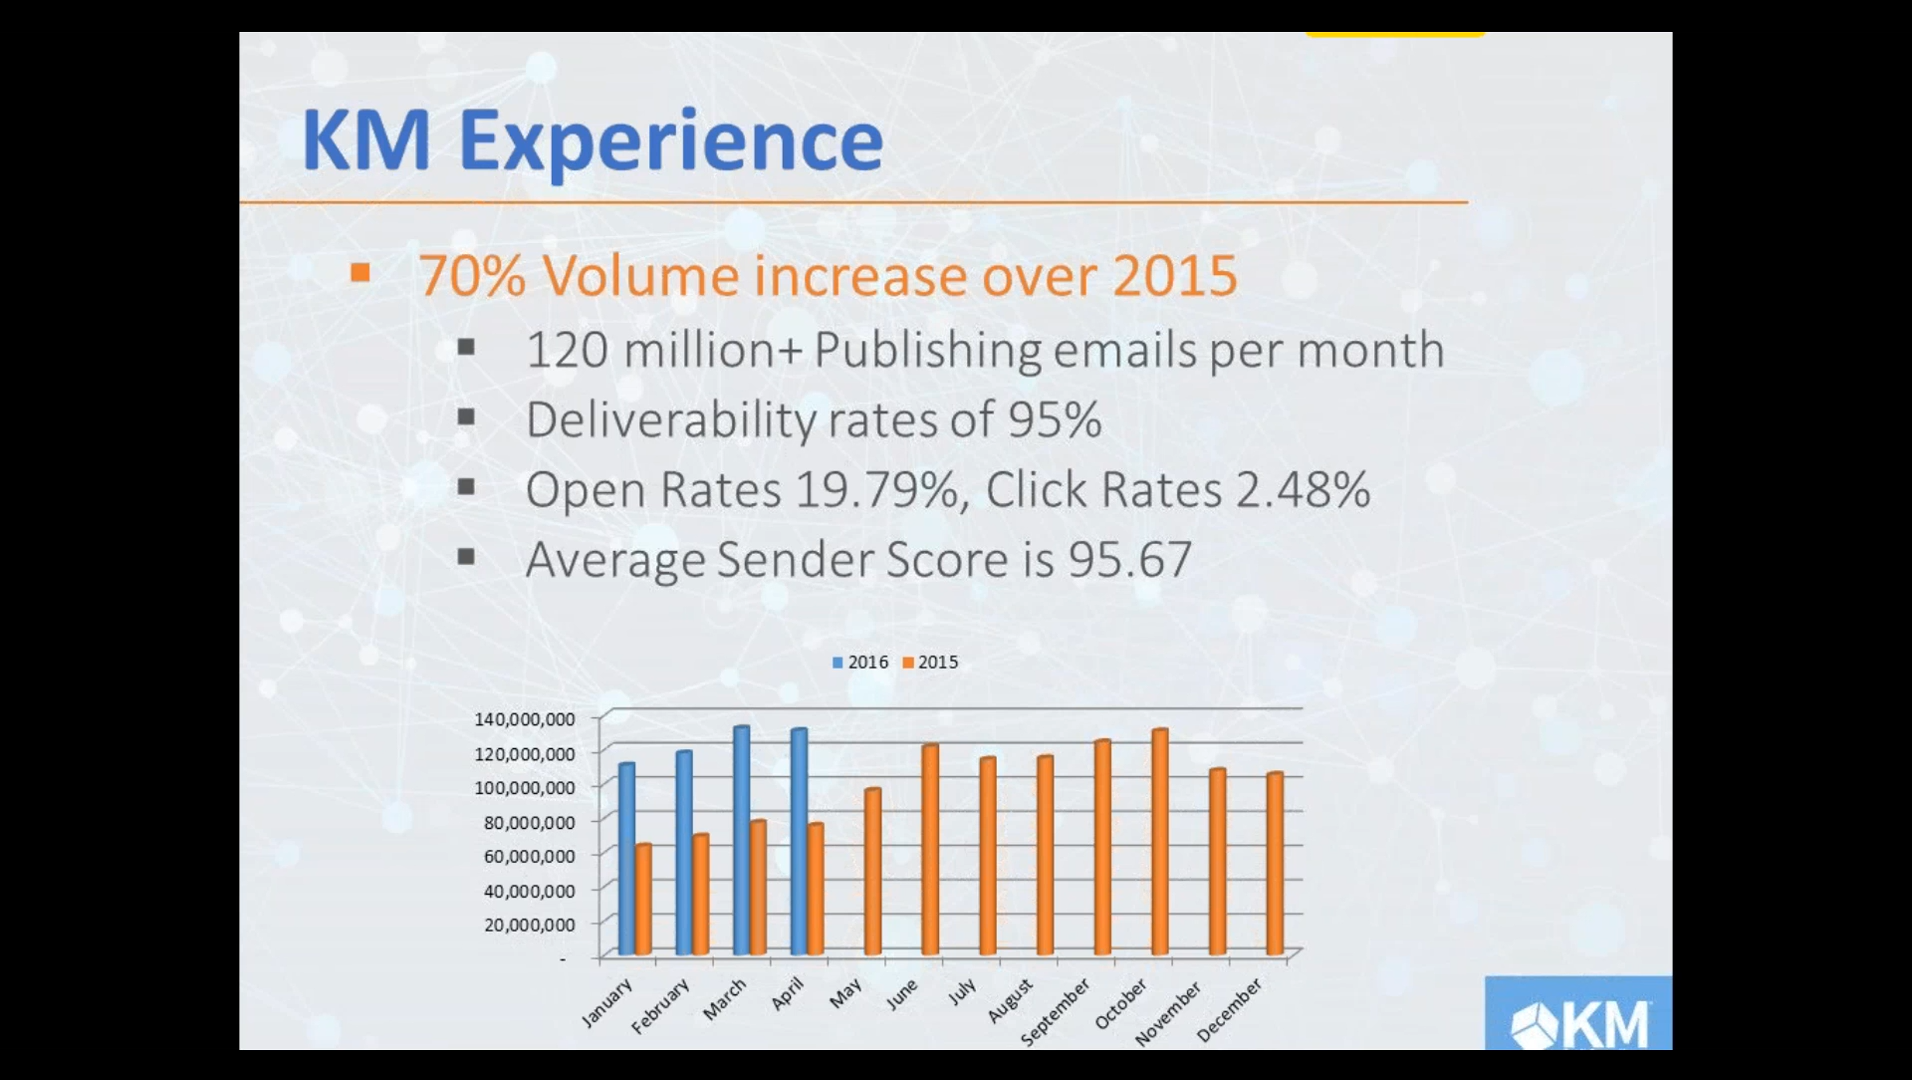 KM Experience
70% Volume increase over 2015
120 million+ Publishing emails per month
Deliverability rates of 95%
Open Rates 19.79%, Click Rates 2.48%
Average Sender Score is 95.67
2016 2015
140,000,000
120,000,000
100,000,000
80,000,000
60,000,000
40,000,000
20,000,000
-
January February March April May June July August September October November December
KM